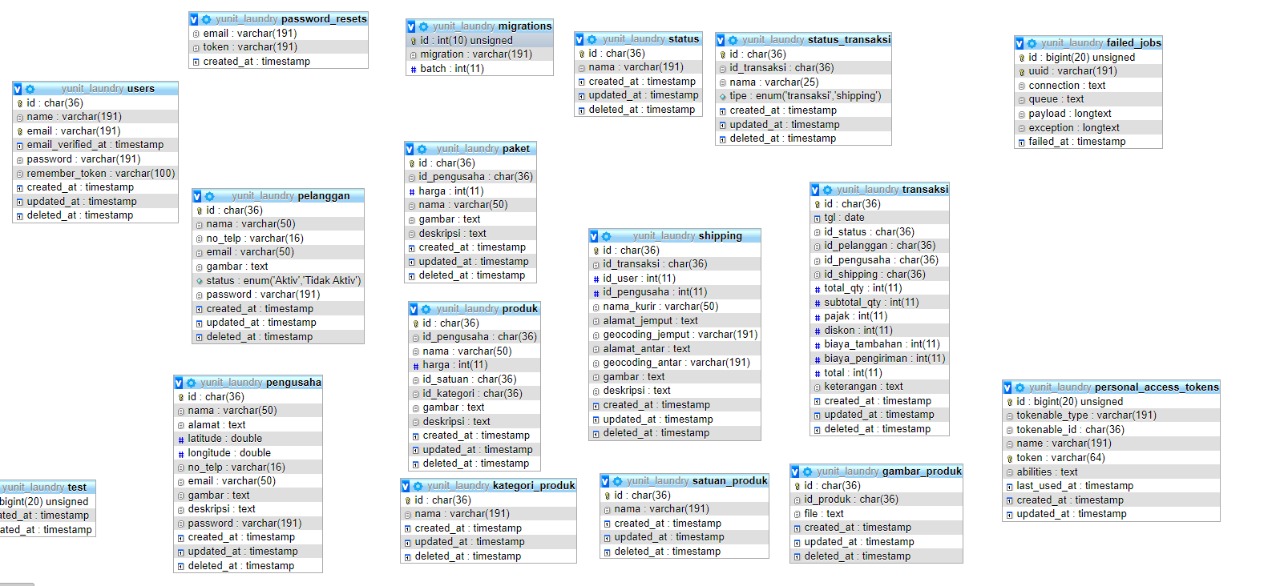 yunit_laundry password_resets
email : varchar(191)
token : varchar(191)
created_at : timestamp
yunit_laundry migrations
id : int(10) unsigned
migration : varchar(191)
batch : int(11)
yunit_laundry status
id : char(36)
nama : varchar(191)
created_at : timestamp
updated_at : timestamp
deleted_at : timestamp
yunit_laundry status_transaksi
id : char(36)
id_transaksi : char(36)
nama : varchar(25)
tipe : enum('transaksi','shipping')
created_at : timestamp
updated_at : timestamp
deleted_at : timestamp
yunit_laundry failed_jobs
id : bigint(20) unsigned
uuid : varchar(191)
connection : text
queue : text
payload : longtext
exception : longtext
failed_at : timestamp
yunit_laundry users
id : char(36)
name : varchar(191)
email : varchar(191)
email_verified_at : timestamp
password : varchar(191)
remember_token : varchar(100)
created_at : timestamp
updated_at : timestamp
deleted_at : timestamp
yunit_laundry pelanggan
id : char(36)
nama : varchar(50)
no_telp : varchar(16)
email : varchar(50)
gambar : text
status : enum('Aktiv','Tidak Aktiv')
password : varchar(191)
created_at : timestamp
updated_at : timestamp
deleted_at : timestamp
yunit_laundry paket
id : char(36)
id_pengusaha : char(36)
harga : int(11)
nama : varchar(50)
gambar : text
deskripsi : text
created_at : timestamp
updated_at : timestamp
deleted_at : timestamp
yunit_laundry shipping
id : char(36)
id_transaksi : char(36)
id_user : int(11)
id_pengusaha : int(11)
nama_kurir : varchar(50)
alamat_jemput : text
geocoding_jemput : varchar(191)
alamat_antar : text
geocoding_antar : varchar(191)
gambar : text
deskripsi : text
created_at : timestamp
updated_at : timestamp
deleted_at : timestamp
yunit_laundry transaksi
id : char(36)
tgl : date
id_status : char(36)
id_pelanggan : char(36)
id_pengusaha : char(36)
id_shipping : char(36)
total_qty : int(11)
subtotal_qty : int(11)
pajak : int(11)
diskon : int(11)
biaya_tambahan : int(11)
biaya_pengiriman : int(11)
total : int(11)
keterangan : text
created_at : timestamp
updated_at : timestamp
deleted_at : timestamp
yunit_laundry produk
id : char(36)
id_pengusaha : char(36)
nama : varchar(50)
harga : int(11)
id_satuan : char(36)
id_kategori : char(36)
gambar : text
deskripsi : text
created_at : timestamp
updated_at : timestamp
deleted_at : timestamp
yunit_laundry pengusaha
id : char(36)
nama : varchar(50)
alamat : text
latitude : double
longitude : double
no_telp : varchar(16)
email : varchar(50)
gambar : text
deskripsi : text
password : varchar(191)
created_at : timestamp
updated_at : timestamp
deleted_at : timestamp
yunit_laundry personal_access_tokens
id : bigint(20) unsigned
tokenable_type : varchar(191)
tokenable_id : char(36)
name : varchar(191)
token : varchar(64)
abilities : text
last_used_at : timestamp
created_at : timestamp
updated_at : timestamp
yunit_laundry test
bigint(20) unsigned
ated_at : timestamp
ated_at : timestamp
yunit_laundry kategori_produk
id : char(36)
nama : varchar(191)
created_at : timestamp
updated_at : timestamp
deleted_at : timestamp
yunit_laundry satuan_produk
id : char(36)
nama : varchar(191)
created_at : timestamp
updated_at : timestamp
deleted_at : timestamp
yunit_laundry gambar_produk
id : char(36)
id_produk : char(36)
file : text
created_at : timestamp
updated_at : timestamp
deleted_at : timestamp